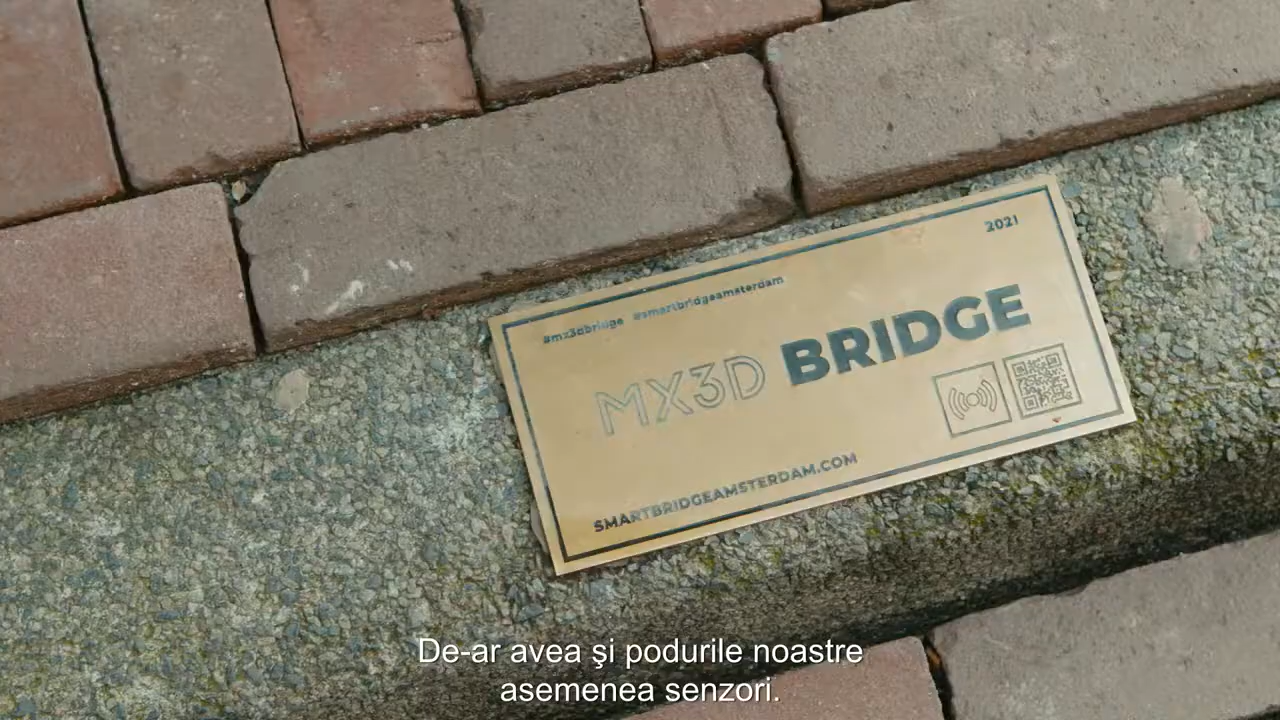 2021
#mx3dbridge #smartbridgeamsterdam
MX3D BRIDGE
SMARTBRIDGEAMSTERDAM.COM
De-ar avea şi podurile noastre
asemenea senzori.